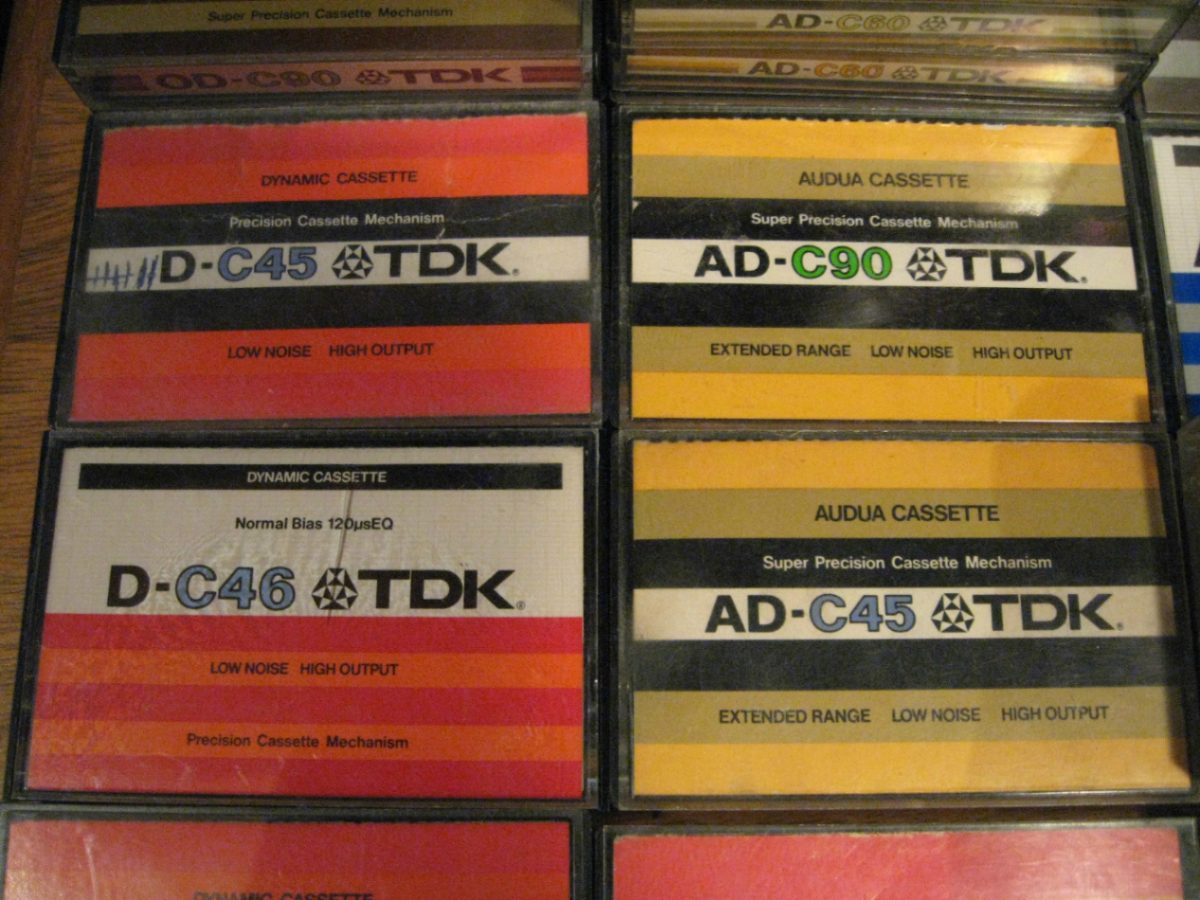 Super Precision Cassette Mechanism
OD-C90 TDK
AD-C60 TDK
AD-C60 TDK
DYNAMIC CASSETTE
Precision Cassette Mechanism
D-C45 TDK®
LOW NOISE HIGH OUTPUT
AUDUA CASSETTE
Super Precision Cassette Mechanism
AD-C90 TDK®
EXTENDED RANGE LOW NOISE HIGH OUTPUT
DYNAMIC CASSETTE
Normal Bias 120µsEQ
D-C46 TDK®
LOW NOISE HIGH OUTPUT
Precision Cassette Mechanism
AUDUA CASSETTE
Super Precision Cassette Mechanism
AD-C45 TDK®
EXTENDED RANGE LOW NOISE HIGH OUTPUT
DYNAMIC CASSETTE